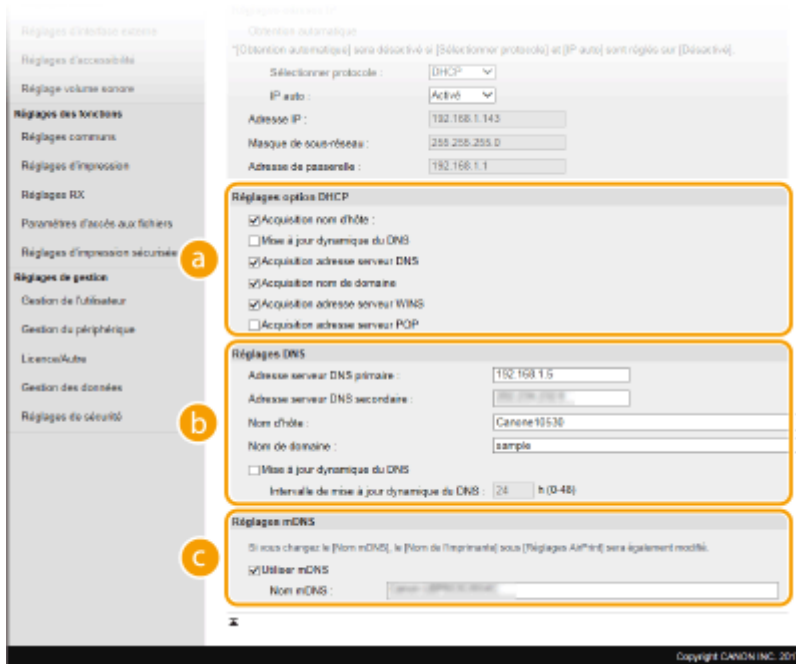 Réglages d'interface externe
Réglages d'accessibilité
Réglage volume sonore
Réglages des fonctions
Réglages communs
Réglages d'impression
Réglages RX
Paramètres d'accès aux fichiers
Réglages d'impression sécurisée
Réglages de gestion
Gestion de l'utilisateur
Gestion du périphérique
Licence/Autre
Gestion des données
Réglages de sécurité
Obtention automatique
*[Obtention automatique] sera désactivé si [Sélectionner protocole] et [IP auto] sont réglés sur [Désactivé].
Sélectionner protocole : DHCP
IP auto : Activé
Adresse IP : 192.168.1.143
Masque de sous-réseau : 255.255.255.0
Adresse de passerelle : 192.168.1.1
a
Réglages option DHCP
Acquisition nom d'hôte :
Mise à jour dynamique du DNS
Acquisition adresse serveur DNS
Acquisition nom de domaine
Acquisition adresse serveur WINS
Acquisition adresse serveur POP
b
Réglages DNS
Adresse serveur DNS primaire : 192.168.1.5
Adresse serveur DNS secondaire :
Nom d'hôte : Canone10530
Nom de domaine : sample
Mise à jour dynamique du DNS
Intervalle de mise à jour dynamique du DNS : 24 h (0-48)
c
Réglages mDNS
Si vous changez le [Nom mDNS], le [Nom de l'imprimante] sous [Réglages AirPrint] sera également modifié.
Utiliser mDNS
Nom mDNS :
Copyright CANON INC. 201